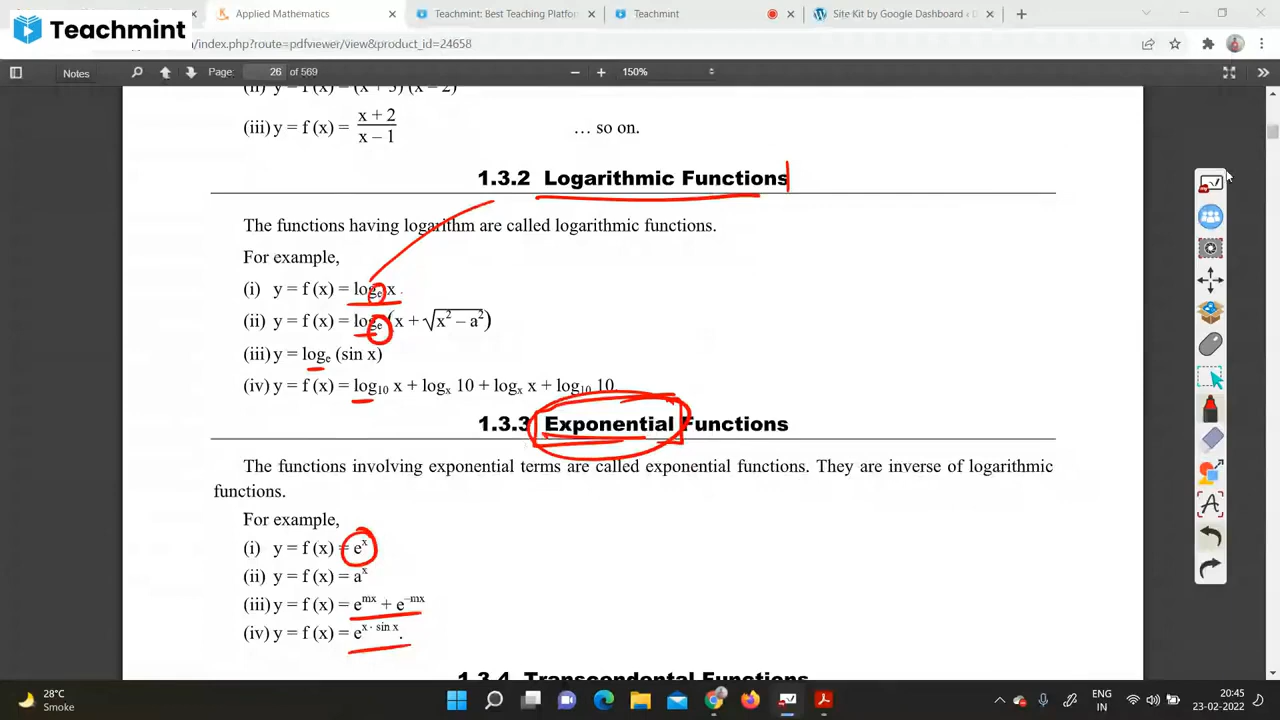 Teachmint
Applied Mathematics
Teachmint: Best Teaching Platfor
Teachmint
Site Kit by Google Dashboard ‹ D
/index.php?route=pdfviewer/view&product_id=24658
Notes
Page: 26 of 569
150%
(ii) y = f (x) = (x + 3) (x – 2)
(iii) y = f (x) = x + 2 / x – 1 … so on.
1.3.2 Logarithmic Functions
The functions having logarithm are called logarithmic functions.
For example,
(i) y = f (x) = logₑ x
(ii) y = f (x) = logₑ (x + √x² – a²)
(iii) y = logₑ (sin x)
(iv) y = f (x) = log₁₀ x + logₓ 10 + logₓ x + log₁₀ 10.
1.3.3 Exponential Functions
The functions involving exponential terms are called exponential functions. They are inverse of logarithmic
functions.
For example,
(i) y = f (x) = eˣ
(ii) y = f (x) = aˣ
(iii) y = f (x) = e^mx + e^–mx
(iv) y = f (x) = e^x · sin x.
1.3.4 Transcendental Functions
28°C
Smoke
ENG
IN
20:45
23-02-2022